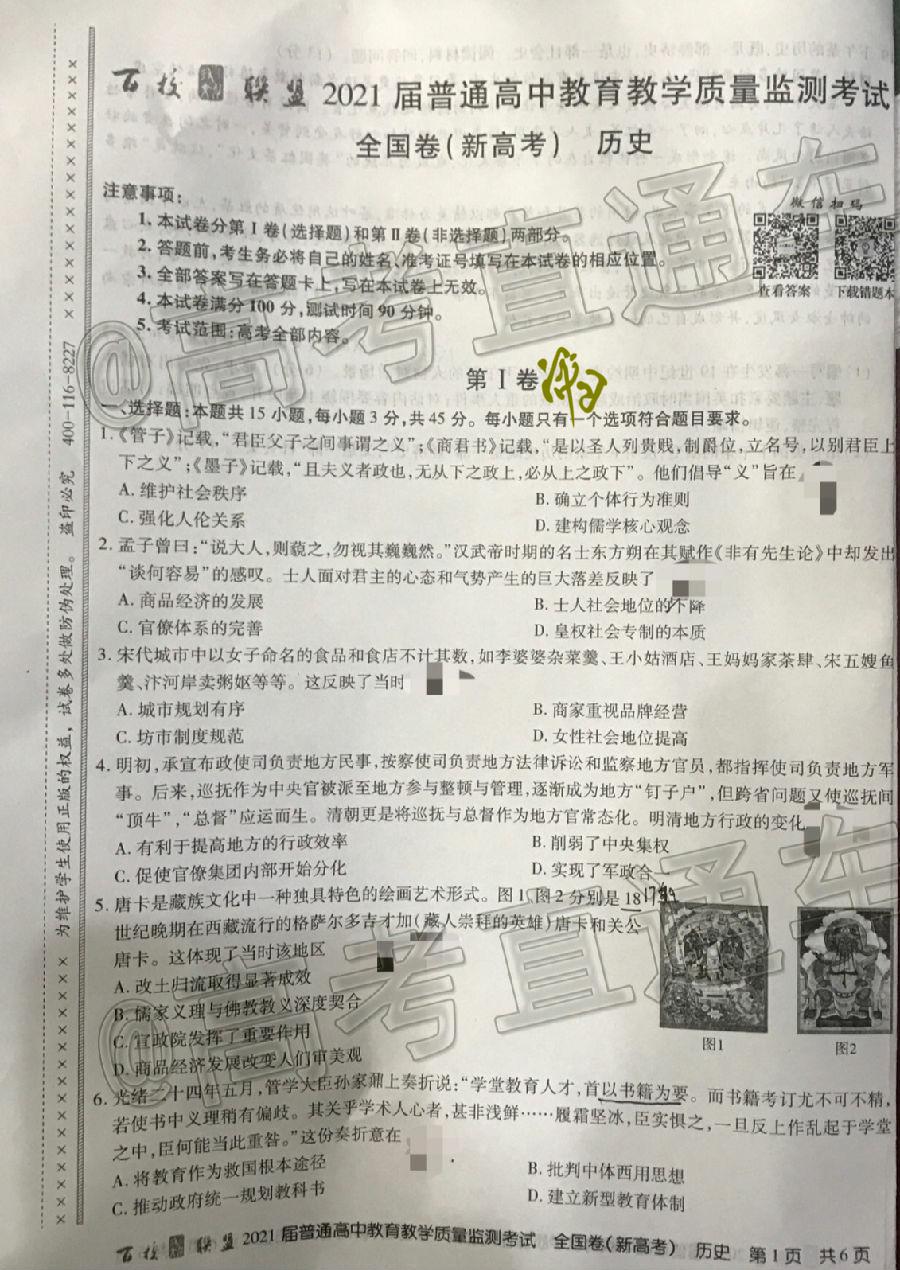 百校联盟 2021届普通高中教育教学质量监测考试
全国卷(新高考) 历史
注意事项:
1. 本试卷分第Ⅰ卷(选择题)和第Ⅱ卷(非选择题)两部分。
2. 答题前,考生务必将自己的姓名、准考证号填写在本试卷的相应位置。
3. 全部答案写在答题卡上,写在本试卷上无效。
4. 本试卷满分100分,测试时间90分钟。
5. 考试范围:高考全部内容。
微信扫码
查看答案 下载错题本
第Ⅰ卷
一、选择题:本题共15小题,每小题3分,共45分。每小题只有一个选项符合题目要求。
1.《管子》记载,“君臣父子之间事谓之义”;《商君书》记载,“是以圣人列贵贱,制爵位,立名号,以别君臣上
下之义”;《墨子》记载,“且夫义者政也,无从下之政上,必从上之政下”。他们倡导“义”旨在
A. 维护社会秩序 B. 确立个体行为准则
C. 强化人伦关系 D. 建构儒学核心观念
2. 孟子曾曰:“说大人,则藐之,勿视其巍巍然。”汉武帝时期的名士东方朔在其赋作《非有先生论》中却发出
“谈何容易”的感叹。士人面对君主的心态和气势产生的巨大落差反映了
A. 商品经济的发展 B. 士人社会地位的下降
C. 官僚体系的完善 D. 皇权社会专制的本质
3. 宋代城市中以女子命名的食品和食店不计其数,如李婆婆杂菜羹、王小姑酒店、王妈妈家茶肆、宋五嫂鱼
羹、汴河岸卖粥妪等等。这反映了当时
A. 城市规划有序 B. 商家重视品牌经营
C. 坊市制度规范 D. 女性社会地位提高
4. 明初,承宣布政使司负责地方民事,按察使司负责地方法律诉讼和监察地方官员,都指挥使司负责地方军
事。后来,巡抚作为中央官被派至地方参与整顿与管理,逐渐成为地方“钉子户”,但跨省问题又使巡抚间
“顶牛”,“总督”应运而生。清朝更是将巡抚与总督作为地方官常态化。明清地方行政的变化
A. 有利于提高地方的行政效率 B. 削弱了中央集权
C. 促使官僚集团内部开始分化 D. 实现了军政合一
5. 唐卡是藏族文化中一种独具特色的绘画艺术形式。图1、图2分别是18
世纪晚期在西藏流行的格萨尔多吉才加(藏人崇拜的英雄)唐卡和关公
唐卡。这体现了当时该地区
A. 改土归流取得显著成效
B. 儒家义理与佛教教义深度契合
C. 宣政院发挥了重要作用
D. 商品经济发展改变人们审美观
图1 图2
6. 光绪二十四年五月,管学大臣孙家鼐上奏折说:“学堂教育人才,首以书籍为要。而书籍考订尤不可不精,
若使书中义理稍有偏歧。其关乎学术人心者,甚非浅鲜……履霜坚冰,臣实惧之,一旦反上作乱起于学堂
之中,臣何能当此重咎。”这份奏折意在
A. 将教育作为救国根本途径 B. 批判中体西用思想
C. 推动政府统一规划教科书 D. 建立新型教育体制
百校联盟 2021届普通高中教育教学质量监测考试 全国卷(新高考) 历史 第1页 共6页
为维护学生使用正版的权益,试卷多处做防伪处理。 盗印必究 400-116-8227
@高考直通车
@高考直通车